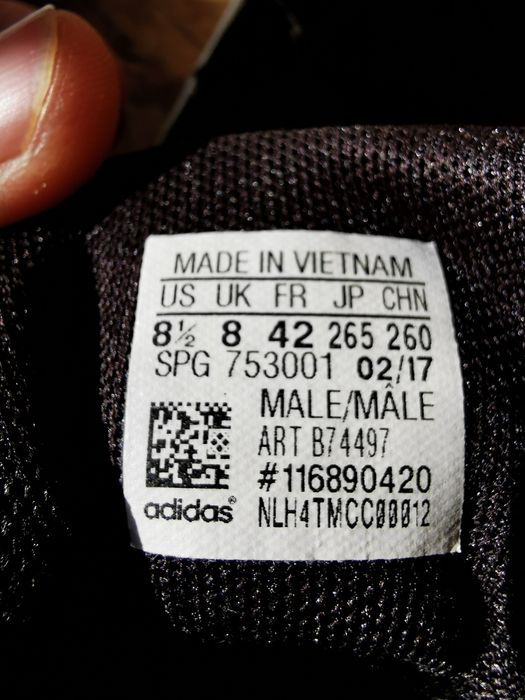 MADE IN VIETNAM
US UK FR JP CHN
8½ 8 42 265 260
SPG 753001 02/17
MALE/MÂLE
ART B74497
#116890420
adidas® NLH4TMCC00012